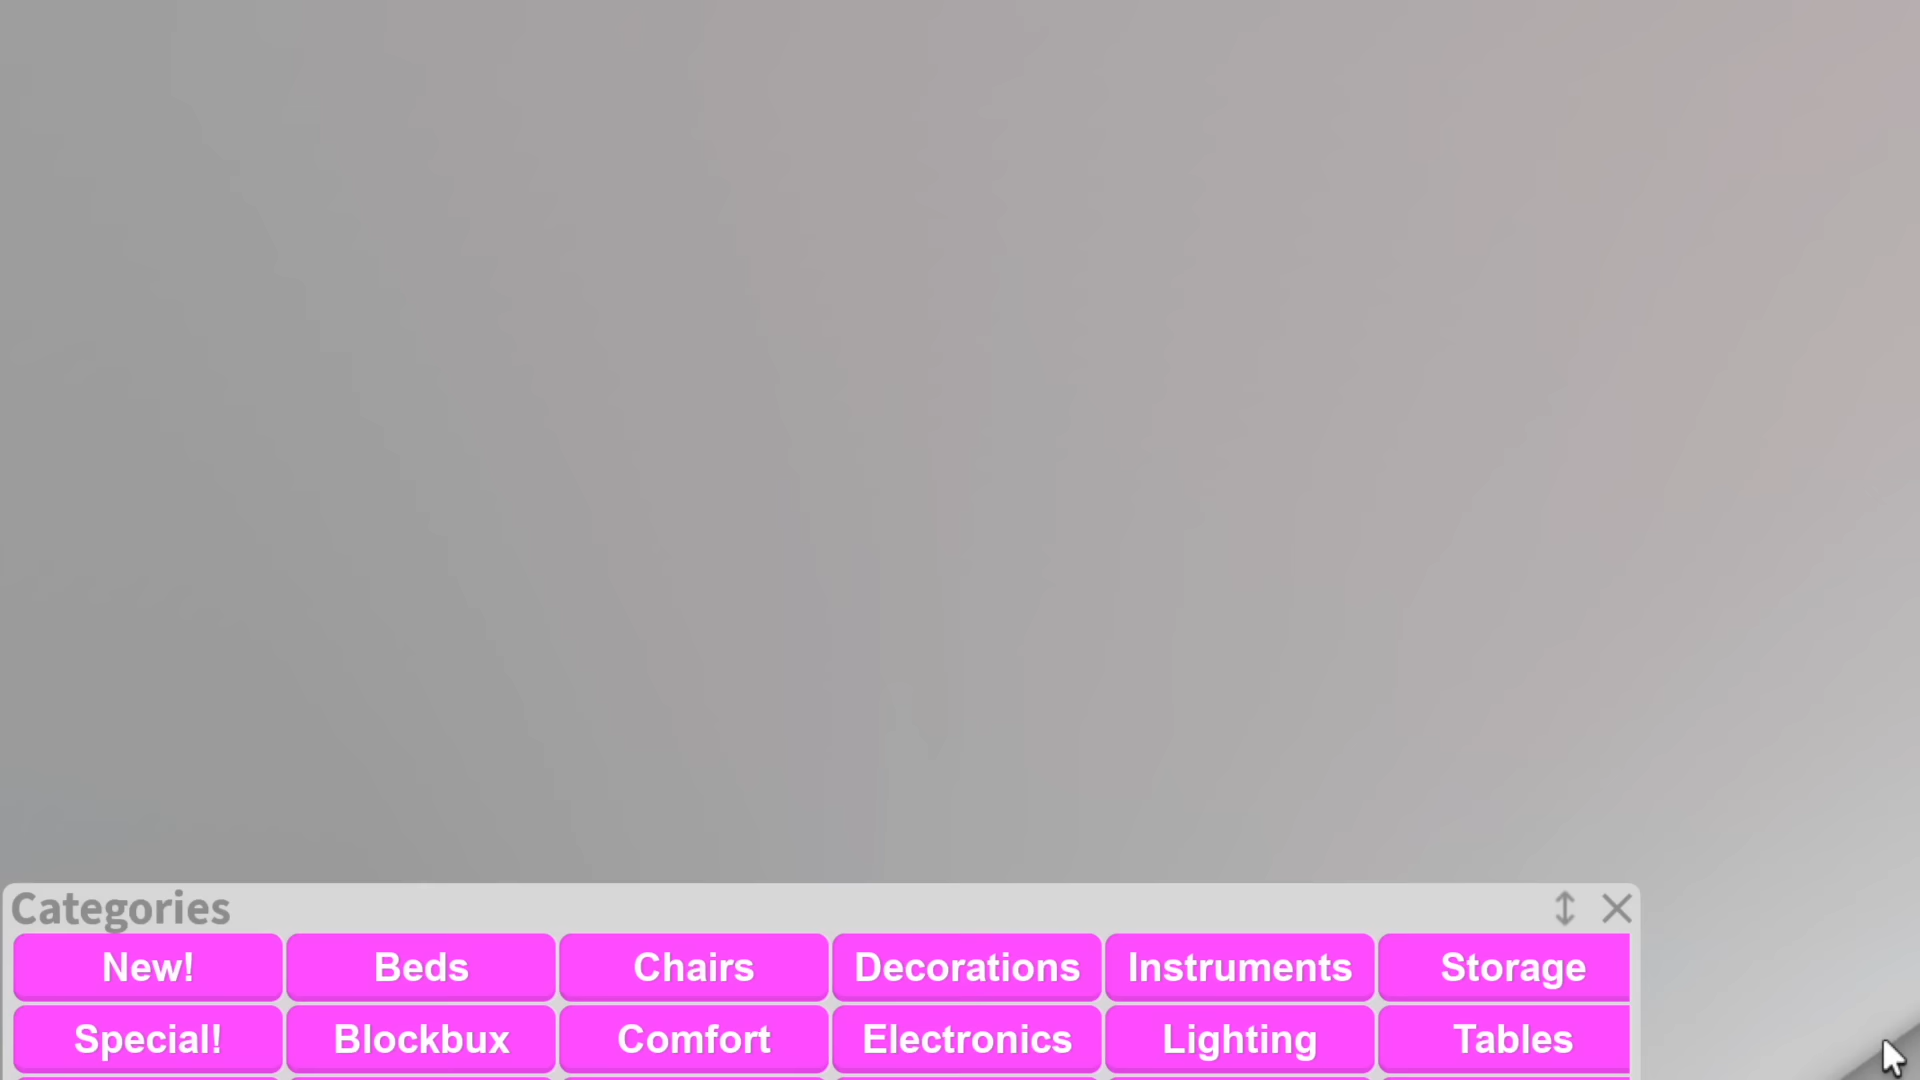 Categories
New! Beds Chairs Decorations Instruments Storage
Special! Blockbux Comfort Electronics Lighting Tables